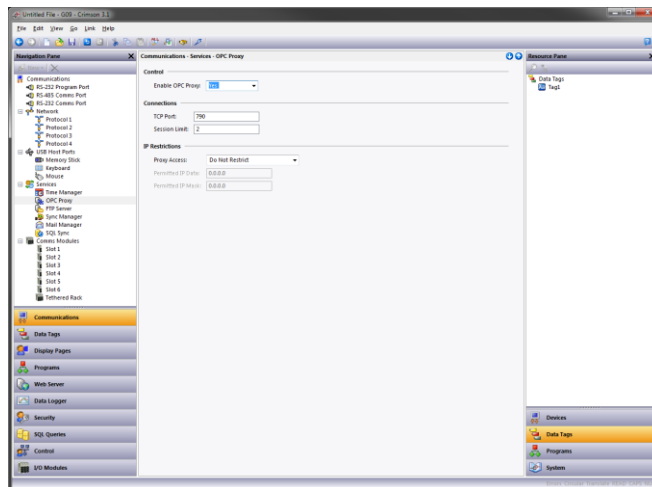 Untitled File - G09 - Crimson 3.1
File Edit View Go Link Help
Navigation Pane
Communications - Services - OPC Proxy
Resource Pane
Communications
RS-232 Program Port
RS-485 Comms Port
RS-232 Comms Port
Network
Protocol 1
Protocol 2
Protocol 3
Protocol 4
USB Host Ports
Memory Stick
Keyboard
Mouse
Services
Time Manager
OPC Proxy
FTP Server
Sync Manager
Mail Manager
SQL Sync
Comms Modules
Slot 1
Slot 2
Slot 3
Slot 4
Slot 5
Slot 6
Tethered Rack
Control
Enable OPC Proxy: Yes
Connections
TCP Port: 790
Session Limit: 2
IP Restrictions
Proxy Access: Do Not Restrict
Permitted IP Data: 0.0.0.0
Permitted IP Mask: 0.0.0.0
Data Tags
Tag1
Communications
Data Tags
Display Pages
Programs
Web Server
Data Logger
Security
SQL Queries
Control
I/O Modules
Devices
Data Tags
Programs
System